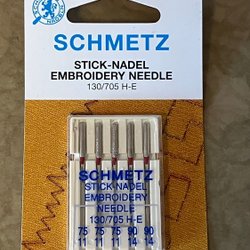 SCHMETZ
STICK-NADEL
EMBROIDERY NEEDLE
130/705 H-E
SCHMETZ
STICK-NADEL
EMBROIDERY
NEEDLE
130/705 H-E
75 75 75 90 90
11 11 11 14 14